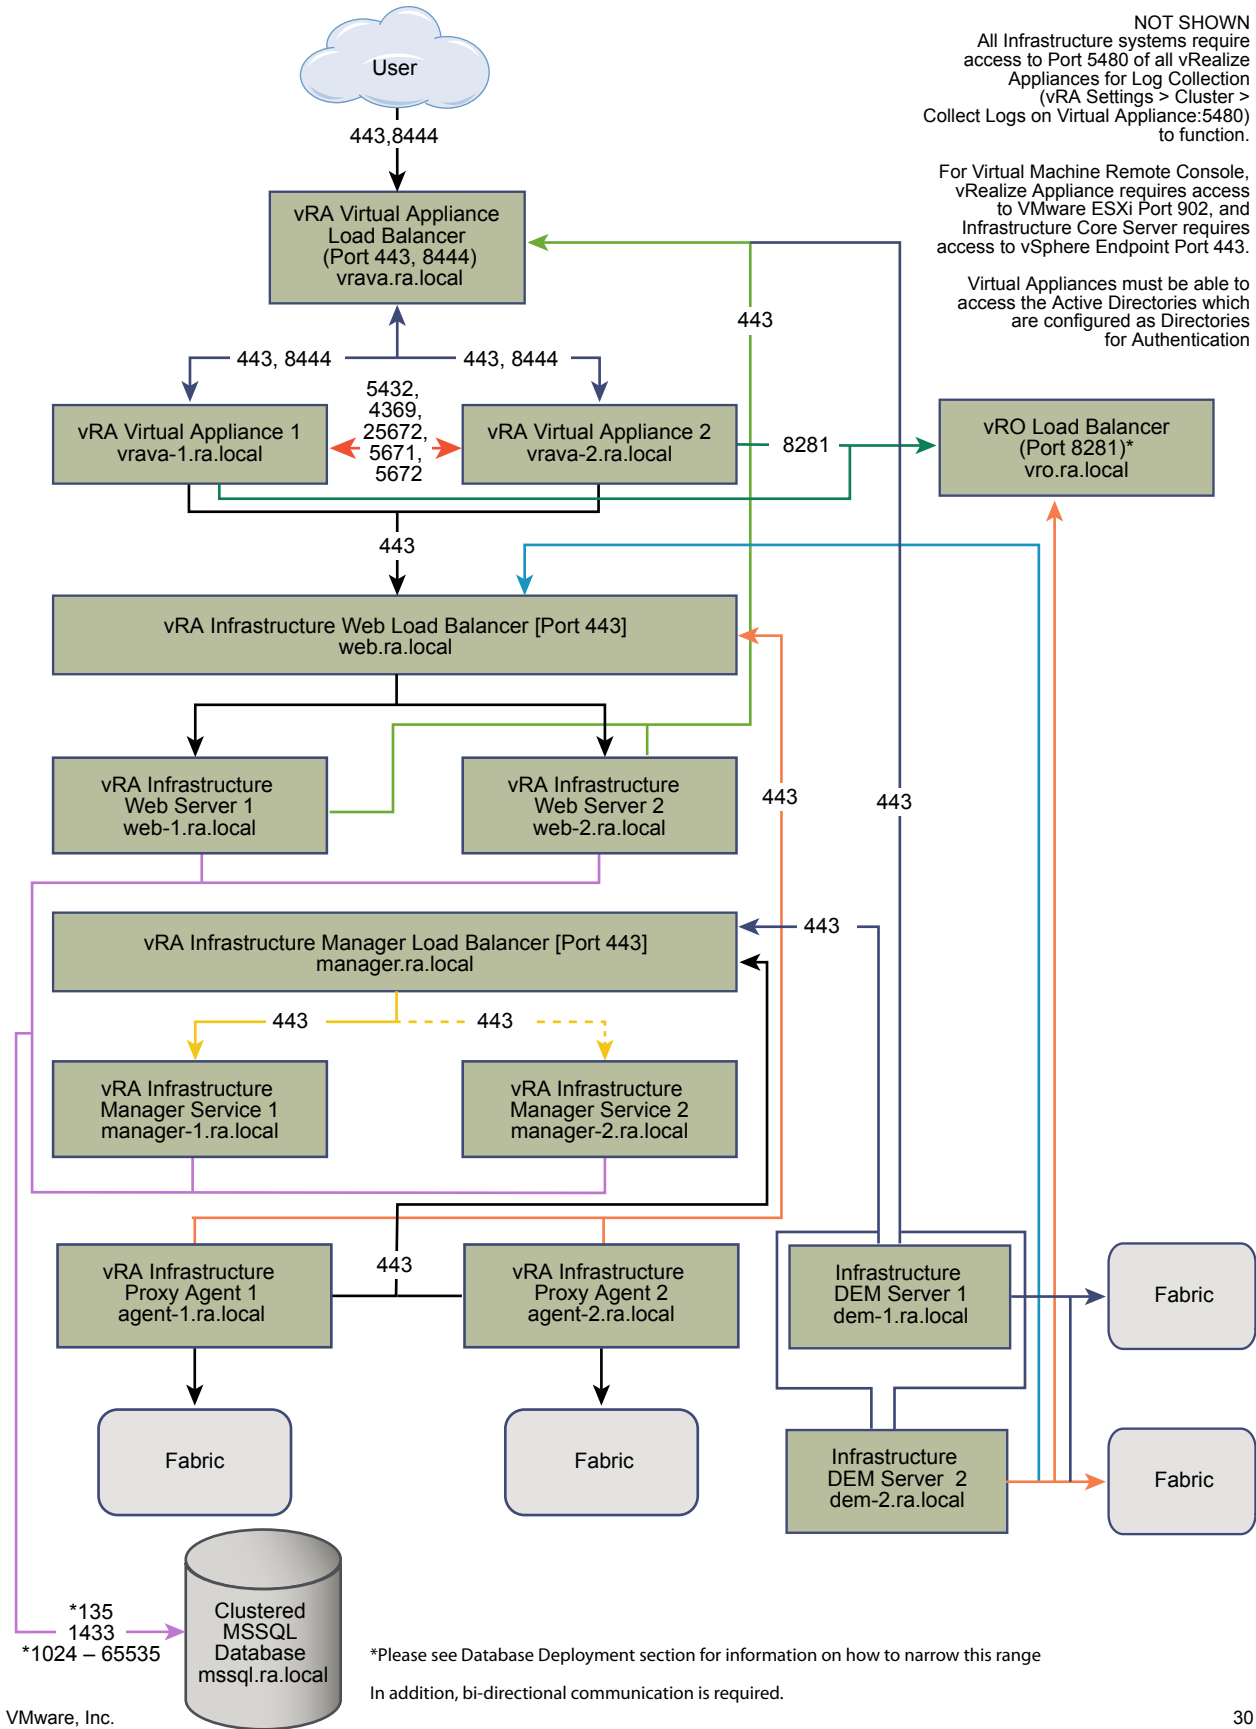 NOT SHOWN
All Infrastructure systems require
access to Port 5480 of all vRealize
Appliances for Log Collection
(vRA Settings > Cluster >
Collect Logs on Virtual Appliance:5480)
to function.
For Virtual Machine Remote Console,
vRealize Appliance requires access
to VMware ESXi Port 902, and
Infrastructure Core Server requires
access to vSphere Endpoint Port 443.
Virtual Appliances must be able to
access the Active Directories which
are configured as Directories
for Authentication
User
443,8444
vRA Virtual Appliance
Load Balancer
(Port 443, 8444)
vrava.ra.local
443
443, 8444
443, 8444
5432,
4369,
25672,
5671,
5672
vRA Virtual Appliance 1
vrava-1.ra.local
vRA Virtual Appliance 2
vrava-2.ra.local
8281
vRO Load Balancer
(Port 8281)*
vro.ra.local
443
vRA Infrastructure Web Load Balancer [Port 443]
web.ra.local
vRA Infrastructure
Web Server 1
web-1.ra.local
vRA Infrastructure
Web Server 2
web-2.ra.local
443
443
vRA Infrastructure Manager Load Balancer [Port 443]
manager.ra.local
443
443
443
vRA Infrastructure
Manager Service 1
manager-1.ra.local
vRA Infrastructure
Manager Service 2
manager-2.ra.local
443
vRA Infrastructure
Proxy Agent 1
agent-1.ra.local
vRA Infrastructure
Proxy Agent 2
agent-2.ra.local
Infrastructure
DEM Server 1
dem-1.ra.local
Fabric
Fabric
Fabric
Infrastructure
DEM Server 2
dem-2.ra.local
Fabric
*135
1433
*1024 – 65535
Clustered
MSSQL
Database
mssql.ra.local
*Please see Database Deployment section for information on how to narrow this range
In addition, bi-directional communication is required.
VMware, Inc.
30